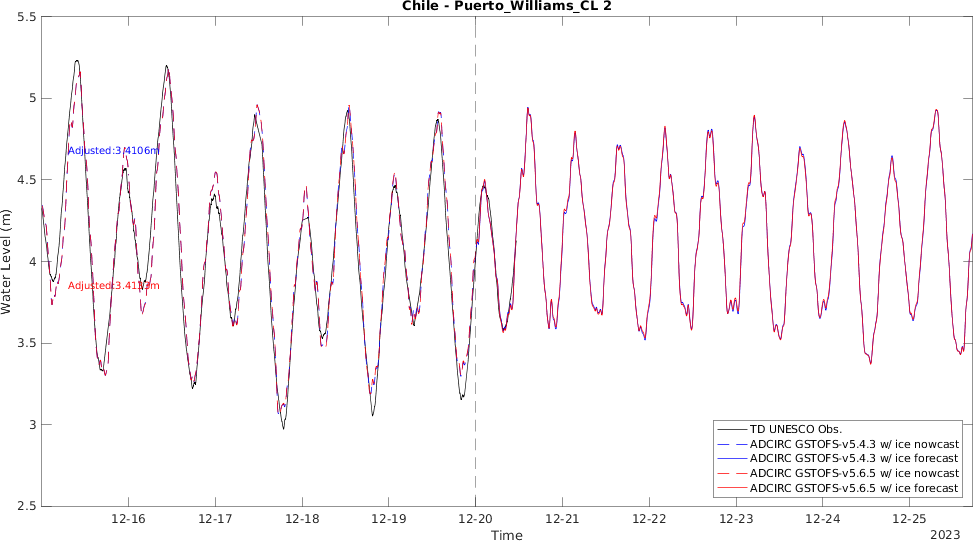 Chile - Puerto_Williams_CL 2
5.5
5
4.5
4
3.5
3
2.5
Water Level (m)
Adjusted:3.4106m
12-16
12-17
12-18
12-19
12-20
12-21
12-22
12-23
12-24
12-25
Time
2023
TD UNESCO Obs.
ADCIRC GSTOFS-v5.4.3 w/ ice nowcast
ADCIRC GSTOFS-v5.4.3 w/ ice forecast
ADCIRC GSTOFS-v5.6.5 w/ ice nowcast
ADCIRC GSTOFS-v5.6.5 w/ ice forecast